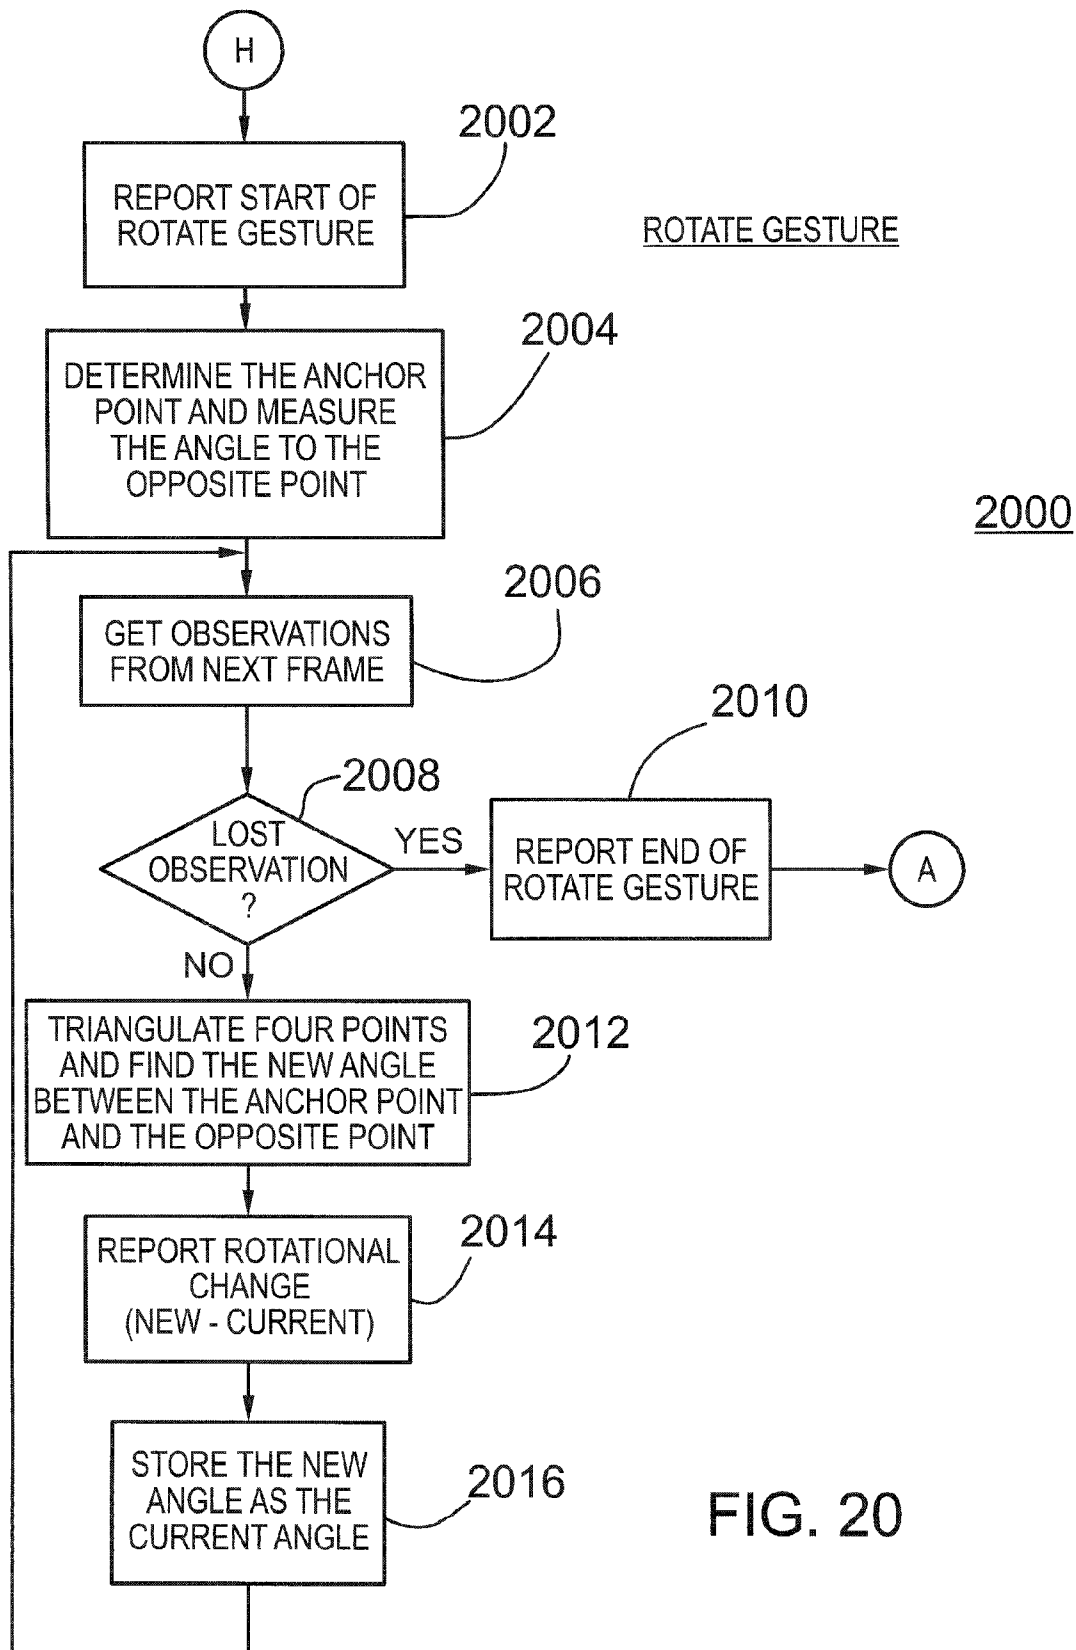 H
2002
REPORT START OF
ROTATE GESTURE
ROTATE GESTURE
2004
DETERMINE THE ANCHOR
POINT AND MEASURE
THE ANGLE TO THE
OPPOSITE POINT
2000
2006
GET OBSERVATIONS
FROM NEXT FRAME
2010
2008
LOST
OBSERVATION
?
YES
REPORT END OF
ROTATE GESTURE
A
NO
2012
TRIANGULATE FOUR POINTS
AND FIND THE NEW ANGLE
BETWEEN THE ANCHOR POINT
AND THE OPPOSITE POINT
2014
REPORT ROTATIONAL
CHANGE
(NEW - CURRENT)
2016
STORE THE NEW
ANGLE AS THE
CURRENT ANGLE
FIG. 20